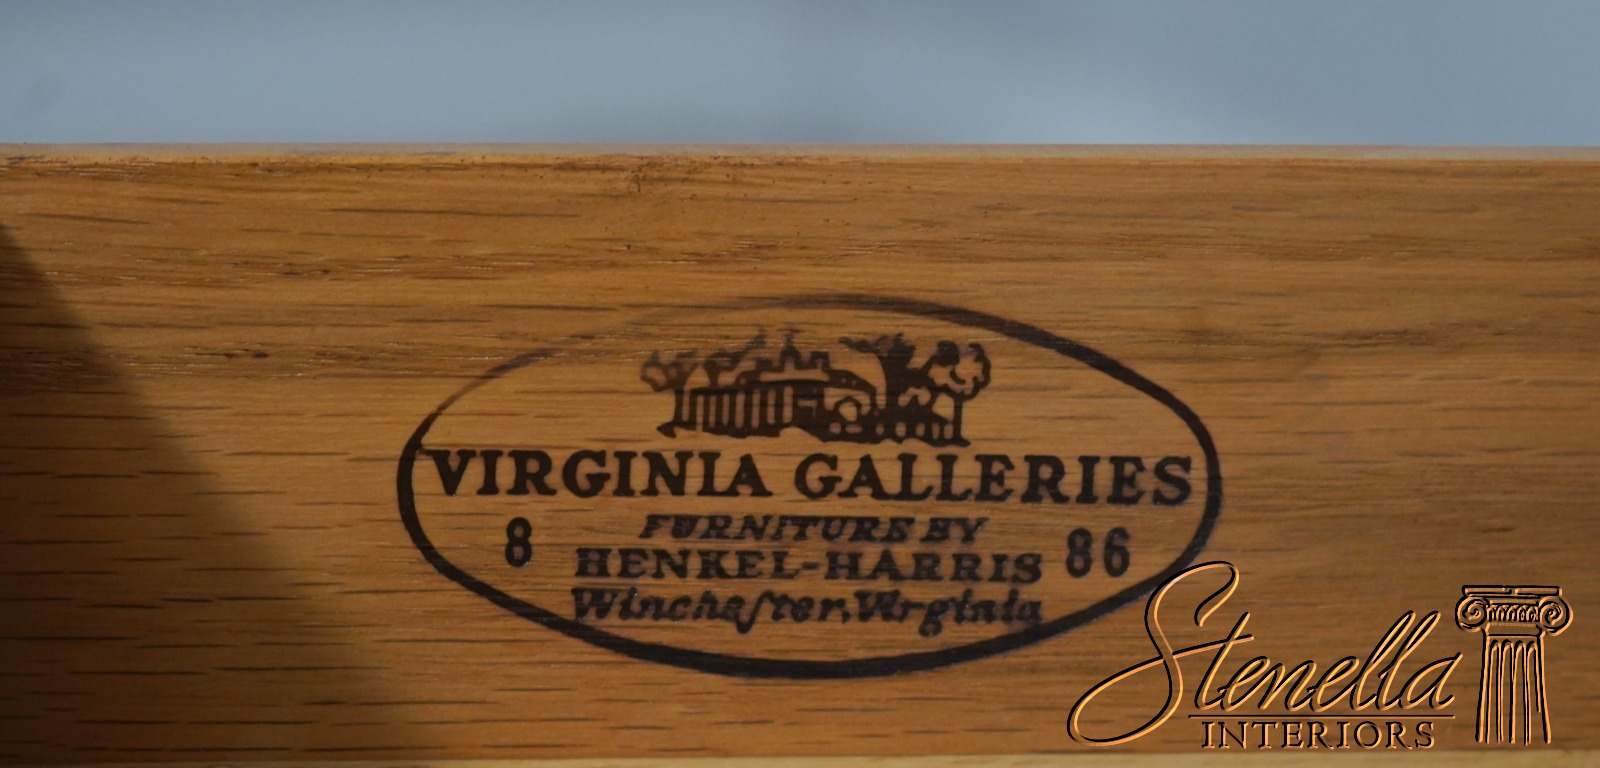 VIRGINIA GALLERIES
8 FURNITURE BY 86
HENKEL-HARRIS
Winchester, Virginia
Stenella
INTERIORS